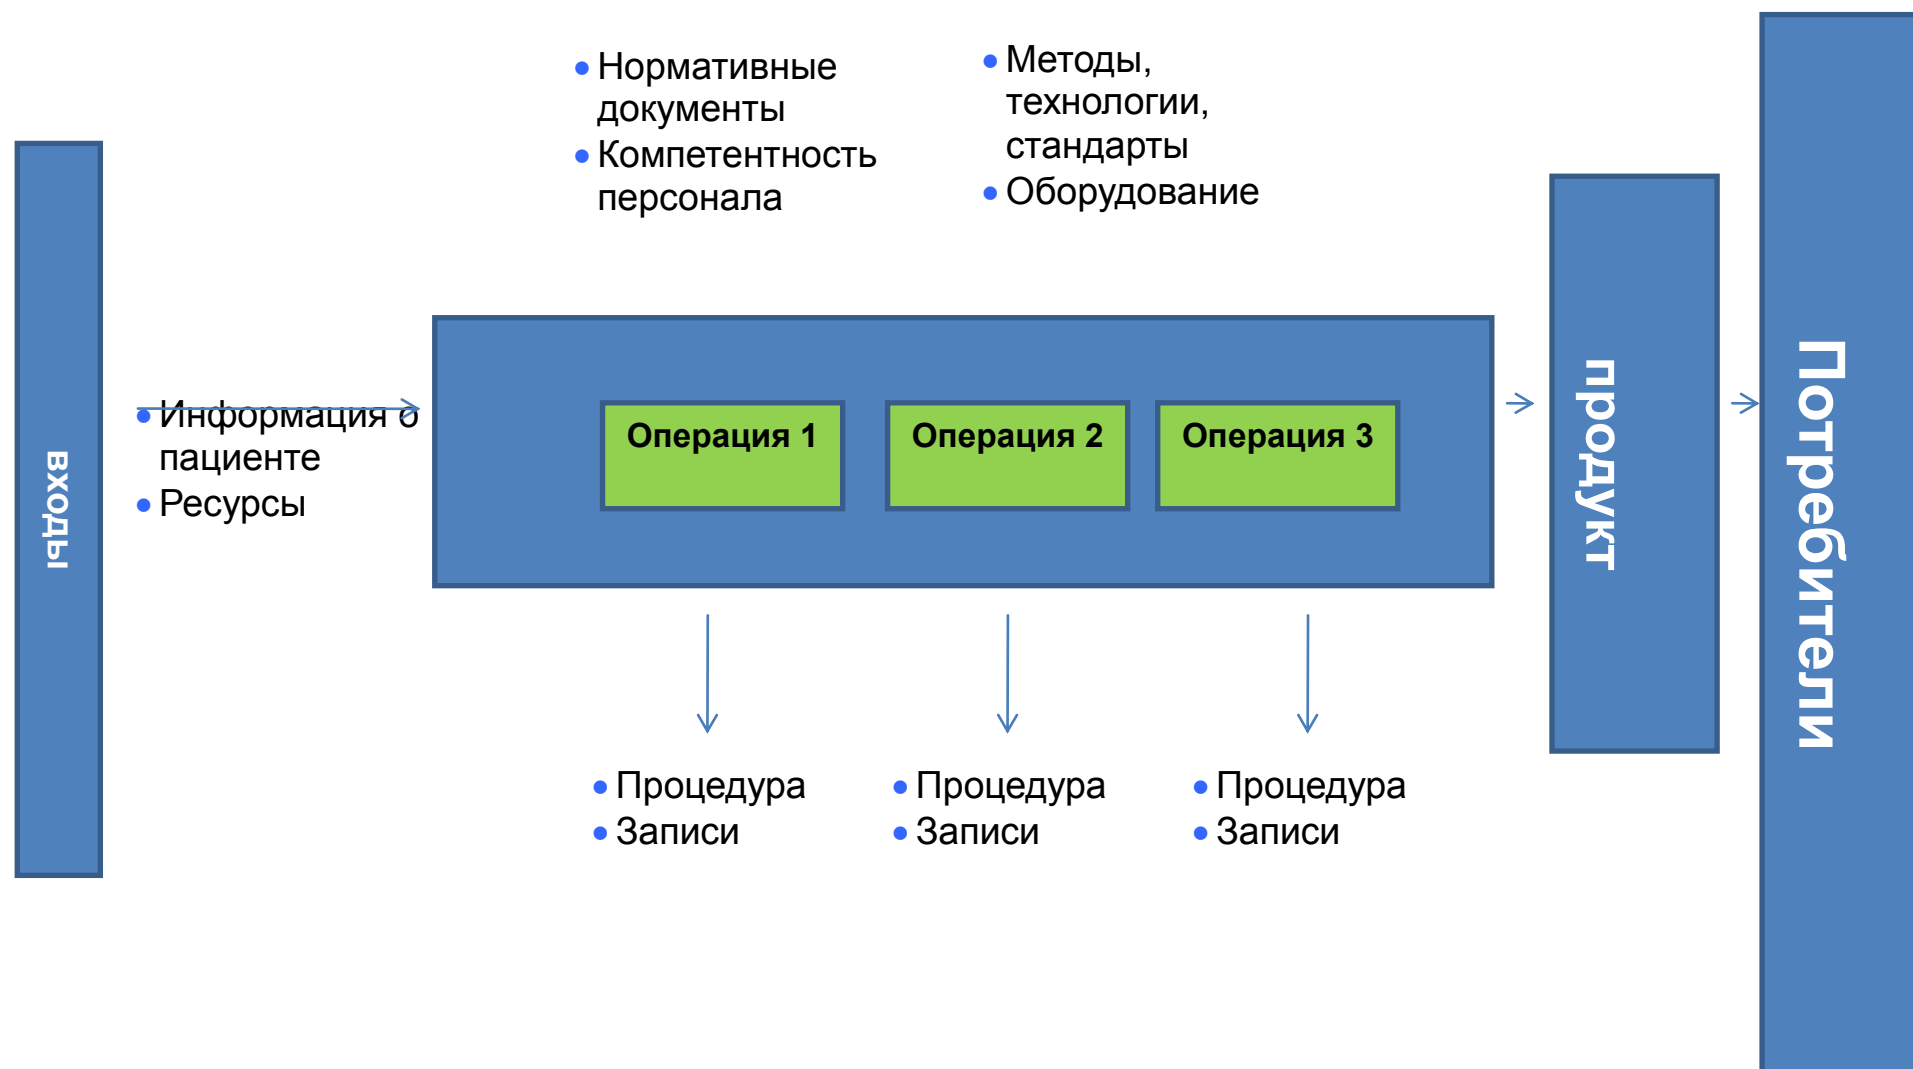 Нормативные
документы
Компетентность
персонала
Методы,
технологии,
стандарты
Оборудование
входы
Информация о
пациенте
Ресурсы
Операция 1
Операция 2
Операция 3
продукт
Потребители
Процедура
Записи
Процедура
Записи
Процедура
Записи